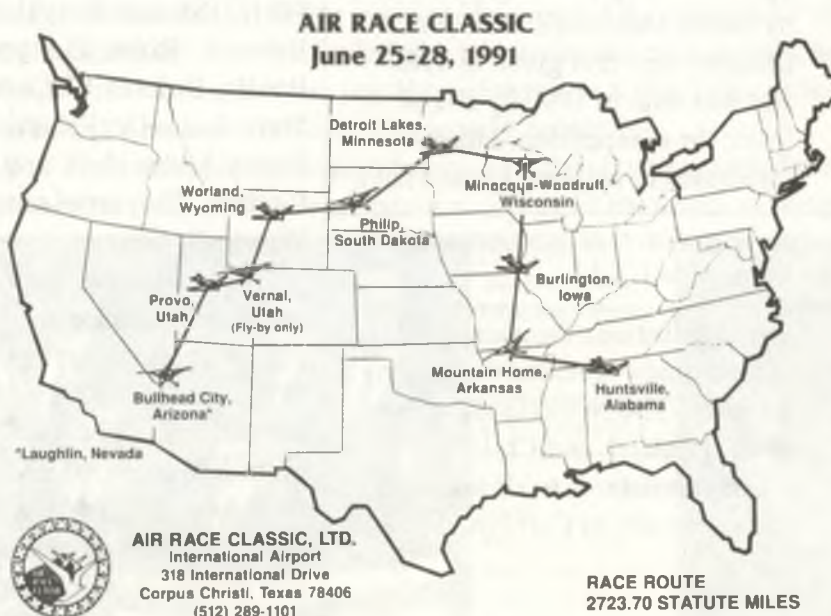 AIR RACE CLASSIC
June 25-28, 1991
Detroit Lakes,
Minnesota
Minocqua-Woodruff,
Wisconsin
Worland,
Wyoming
Philip,
South Dakota
Burlington,
Iowa
Provo,
Utah
Vernal,
Utah
(Fly-by only)
Mountain Home,
Arkansas
Huntsville,
Alabama
Bullhead City,
Arizona*
*Laughlin, Nevada
AIR RACE CLASSIC, LTD.
International Airport
318 International Drive
Corpus Christi, Texas 78406
(512) 289-1101
RACE ROUTE
2723.70 STATUTE MILES